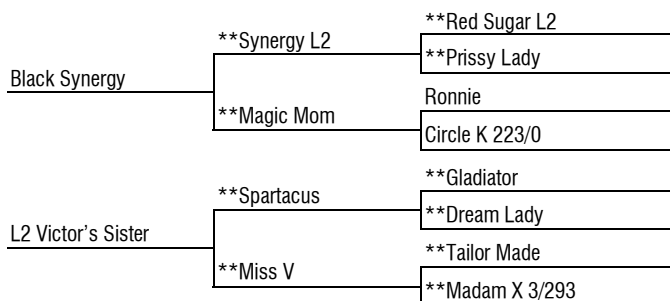 **Red Sugar L2
**Synergy L2
**Prissy Lady
Black Synergy
Ronnie
**Magic Mom
Circle K 223/0
**Gladiator
**Spartacus
**Dream Lady
L2 Victor's Sister
**Tailor Made
**Miss V
**Madam X 3/293